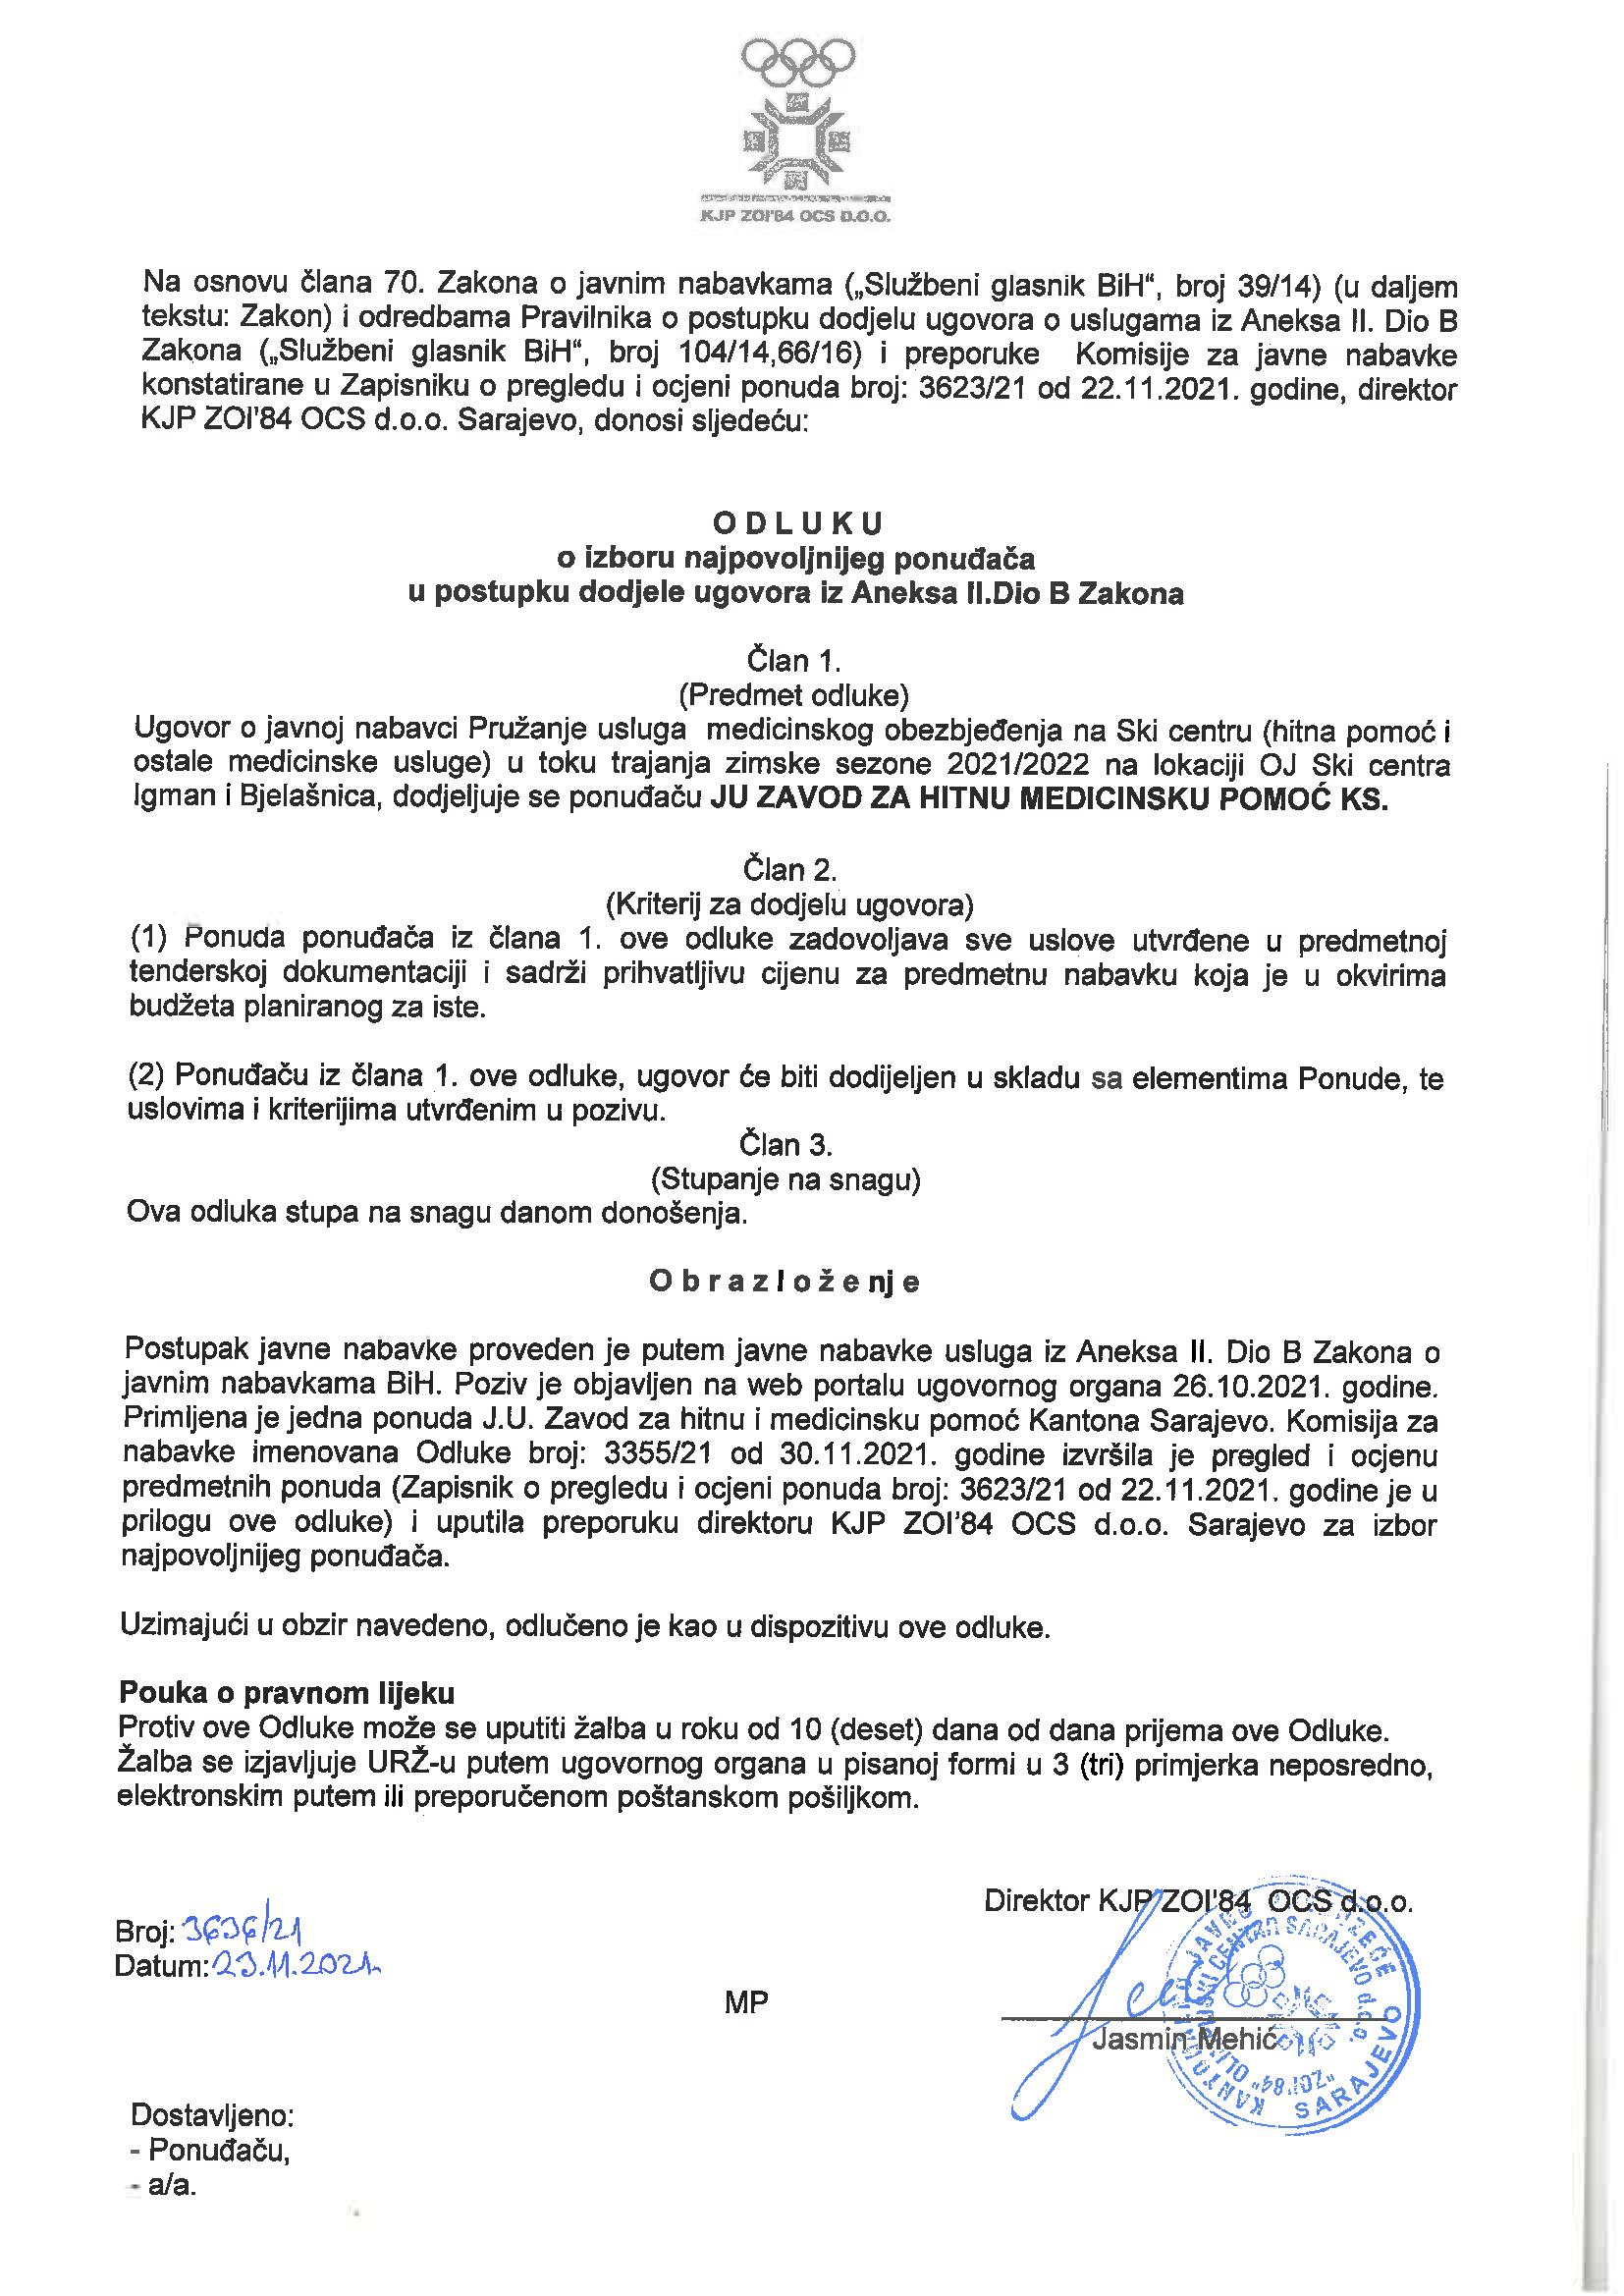 KJP ZOI'84 OCS D.O.O.
Na osnovu člana 70. Zakona o javnim nabavkama („Službeni glasnik BiH“, broj 39/14) (u daljem
tekstu: Zakon) i odredbama Pravilnika o postupku dodjelu ugovora o uslugama iz Aneksa II. Dio B
Zakona („Službeni glasnik BiH“, broj 104/14,66/16) i preporuke Komisije za javne nabavke
konstatirane u Zapisniku o pregledu i ocjeni ponuda broj: 3623/21 od 22.11.2021. godine, direktor
KJP ZOI'84 OCS d.o.o. Sarajevo, donosi sljedeću:
O D L U K U
o izboru najpovoljnijeg ponuđača
u postupku dodjele ugovora iz Aneksa II.Dio B Zakona
Član 1.
(Predmet odluke)
Ugovor o javnoj nabavci Pružanje usluga medicinskog obezbjeđenja na Ski centru (hitna pomoć i
ostale medicinske usluge) u toku trajanja zimske sezone 2021/2022 na lokaciji OJ Ski centra
Igman i Bjelašnica, dodjeljuje se ponuđaču JU ZAVOD ZA HITNU MEDICINSKU POMOĆ KS.
Član 2.
(Kriterij za dodjelu ugovora)
(1) Ponuda ponuđača iz člana 1. ove odluke zadovoljava sve uslove utvrđene u predmetnoj
tenderskoj dokumentaciji i sadrži prihvatljivu cijenu za predmetnu nabavku koja je u okvirima
budžeta planiranog za iste.
(2) Ponuđaču iz člana 1. ove odluke, ugovor će biti dodijeljen u skladu sa elementima Ponude, te
uslovima i kriterijima utvrđenim u pozivu.
Član 3.
(Stupanje na snagu)
Ova odluka stupa na snagu danom donošenja.
O b r a z l o ž e nj e
Postupak javne nabavke proveden je putem javne nabavke usluga iz Aneksa II. Dio B Zakona o
javnim nabavkama BiH. Poziv je objavljen na web portalu ugovornog organa 26.10.2021. godine.
Primljena je jedna ponuda J.U. Zavod za hitnu i medicinsku pomoć Kantona Sarajevo. Komisija za
nabavke imenovana Odluke broj: 3355/21 od 30.11.2021. godine izvršila je pregled i ocjenu
predmetnih ponuda (Zapisnik o pregledu i ocjeni ponuda broj: 3623/21 od 22.11.2021. godine je u
prilogu ove odluke) i uputila preporuku direktoru KJP ZOI'84 OCS d.o.o. Sarajevo za izbor
najpovoljnijeg ponuđača.
Uzimajući u obzir navedeno, odlučeno je kao u dispozitivu ove odluke.
Pouka o pravnom lijeku
Protiv ove Odluke može se uputiti žalba u roku od 10 (deset) dana od dana prijema ove Odluke.
Žalba se izjavljuje URŽ-u putem ugovornog organa u pisanoj formi u 3 (tri) primjerka neposredno,
elektronskim putem ili preporučenom poštanskom pošiljkom.
Direktor KJP ZOI'84 OCS d.o.o.
Broj: 3636/21
Datum: 23.11.2021.
MP
Jasmin Mehić
SARAJEVO
Dostavljeno:
- Ponuđaču,
- a/a.